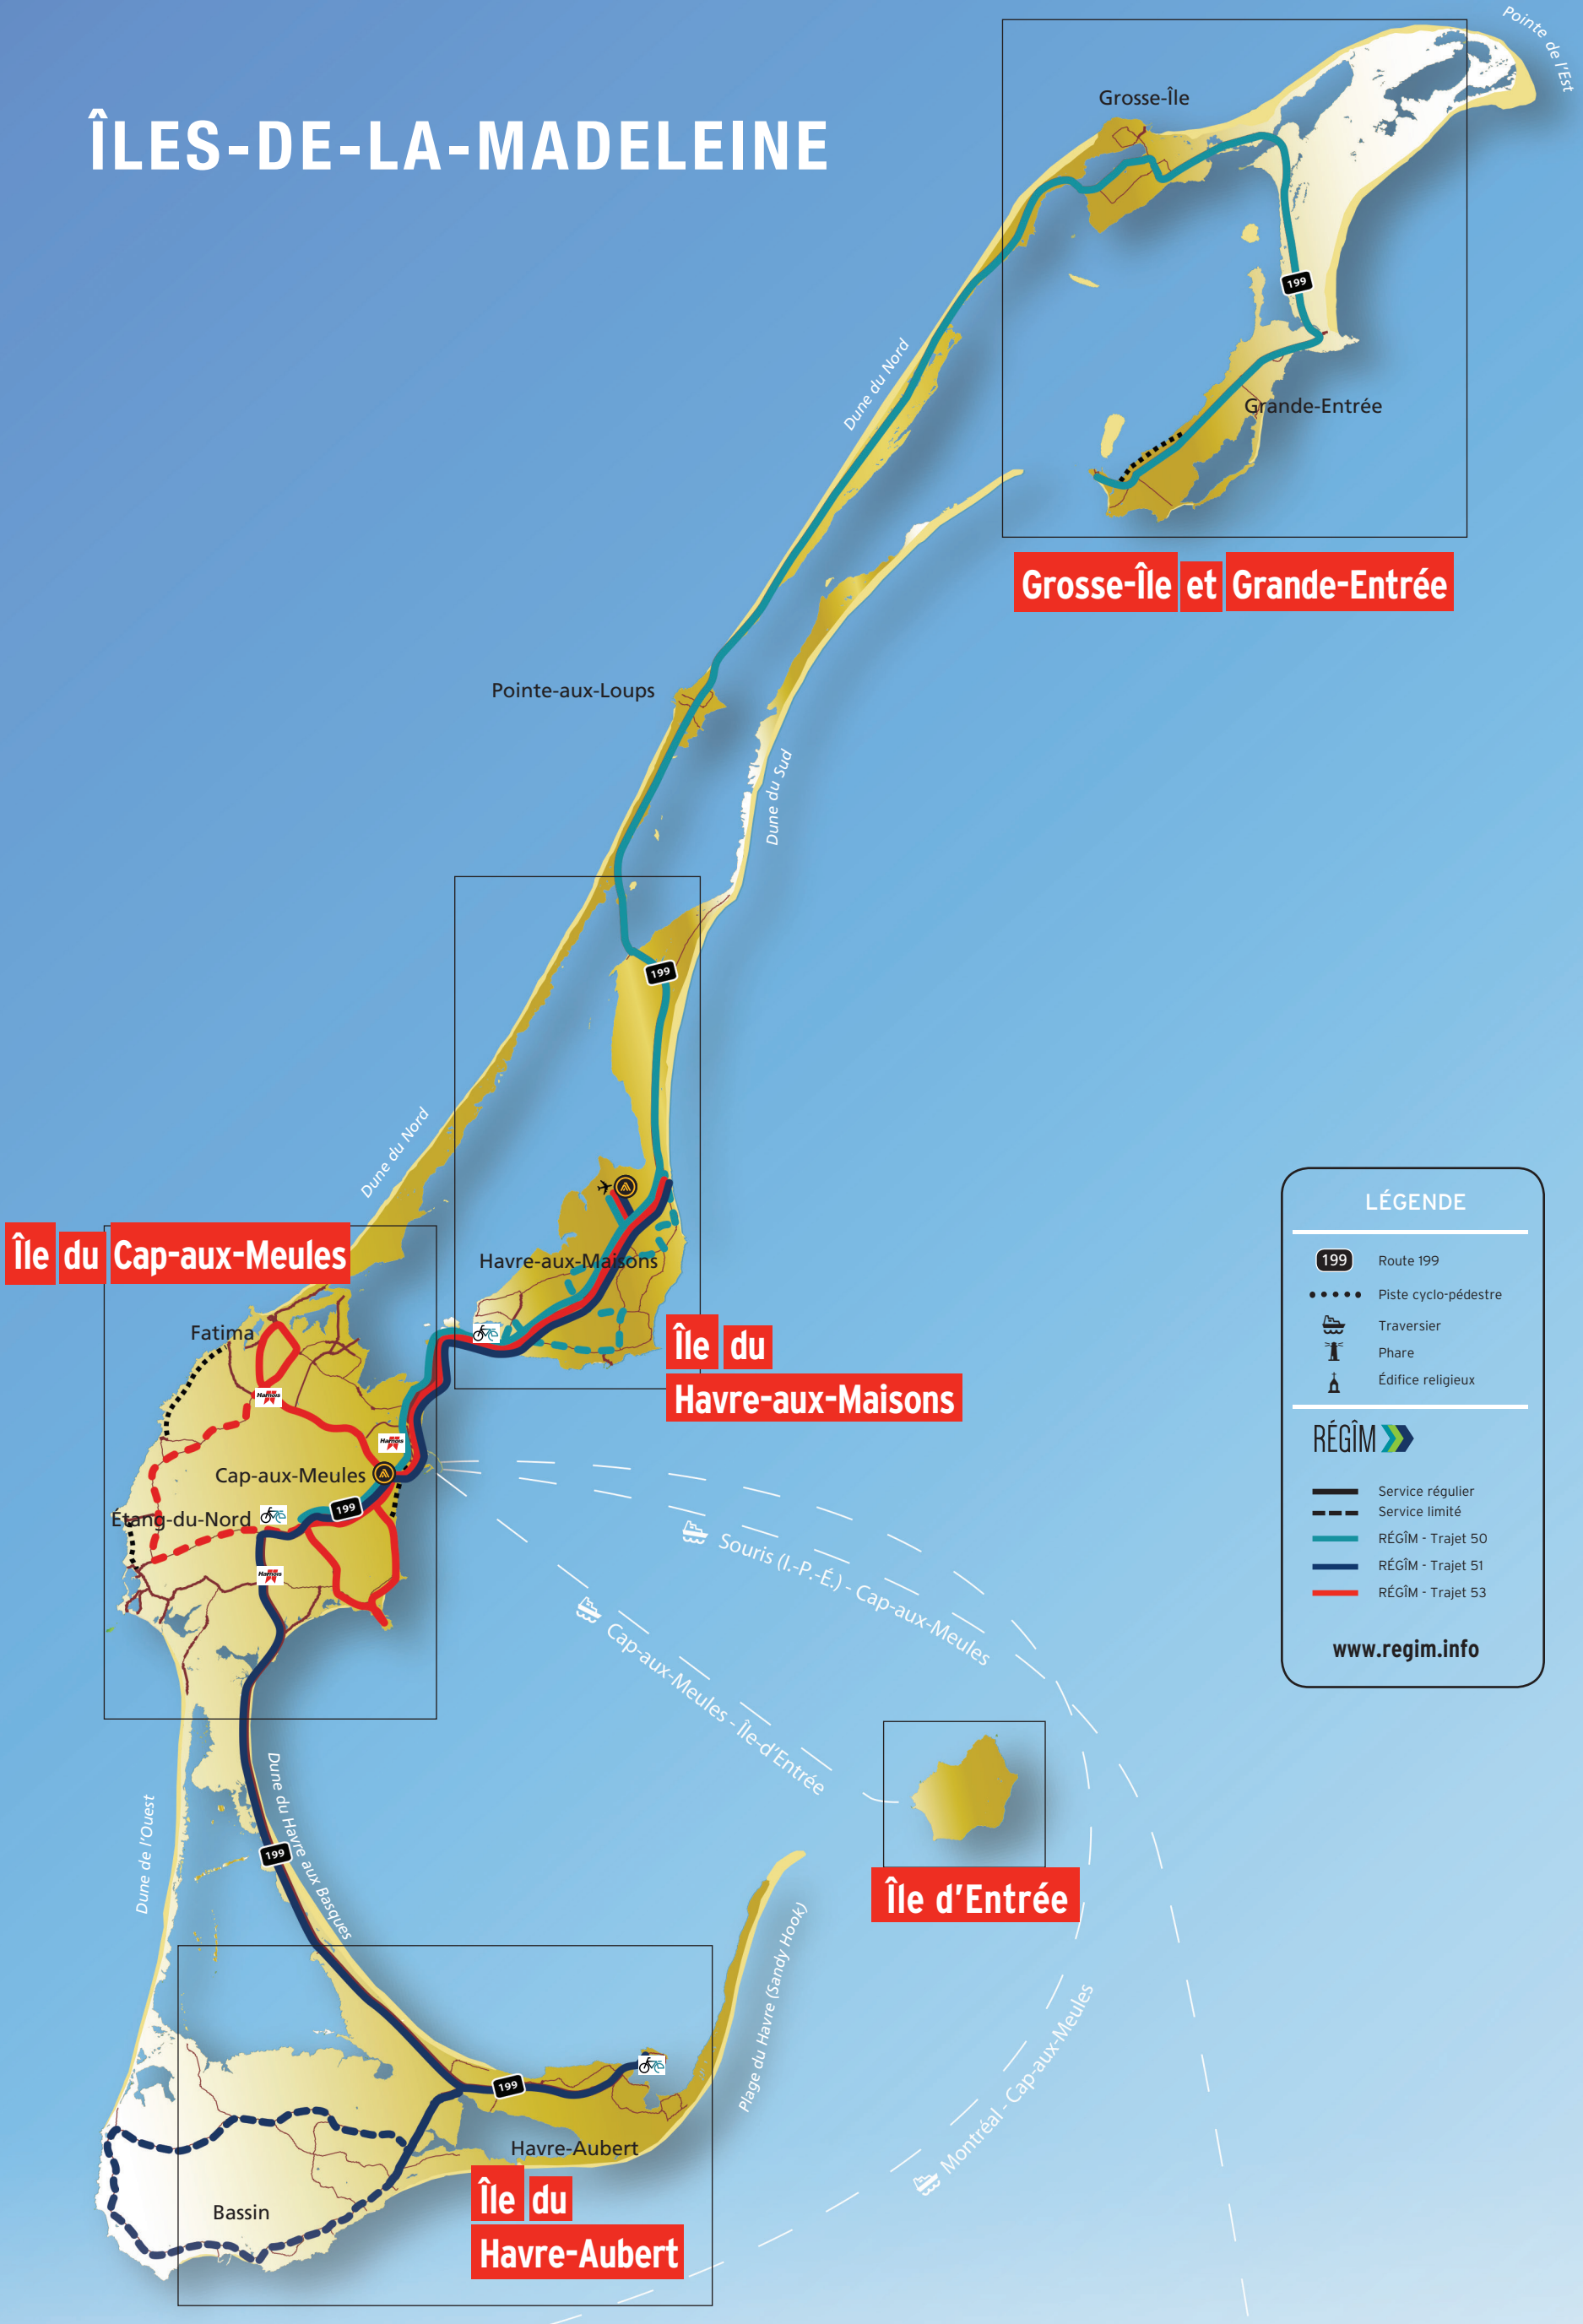 Pointe de l'Est
Grosse-Île
ÎLES-DE-LA-MADELEINE
199
Dune du Nord
Grande-Entrée
Grosse-Île et Grande-Entrée
Pointe-aux-Loups
Dune du Sud
199
Dune du Nord
Île du Cap-aux-Meules
Havre-aux-Maisons
Fatima
Île du
Havre-aux-Maisons
Harnois
Harnois
Cap-aux-Meules
Étang-du-Nord
199
Harnois
Souris (I.-P.-É.) - Cap-aux-Meules
Cap-aux-Meules - Île-d'Entrée
LÉGENDE
199 Route 199
Piste cyclo-pédestre
Traversier
Phare
Édifice religieux
RÉGÎM
Service régulier
Service limité
RÉGÎM - Trajet 50
RÉGÎM - Trajet 51
RÉGÎM - Trajet 53
www.regim.info
Dune de l'Ouest
Dune du Havre aux Basques
199
Île d'Entrée
Plage du Havre (Sandy Hook)
Montréal - Cap-aux-Meules
199
Havre-Aubert
Bassin
Île du
Havre-Aubert